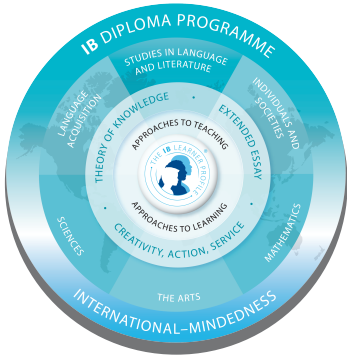 IB DIPLOMA PROGRAMME
STUDIES IN LANGUAGE
AND LITERATURE
LANGUAGE
ACQUISITION
INDIVIDUALS AND
SOCIETIES
THEORY OF KNOWLEDGE
EXTENDED ESSAY
APPROACHES TO TEACHING
THE IB LEARNER PROFILE
APPROACHES TO LEARNING
CREATIVITY, ACTION, SERVICE
SCIENCES
MATHEMATICS
THE ARTS
INTERNATIONAL-MINDEDNESS